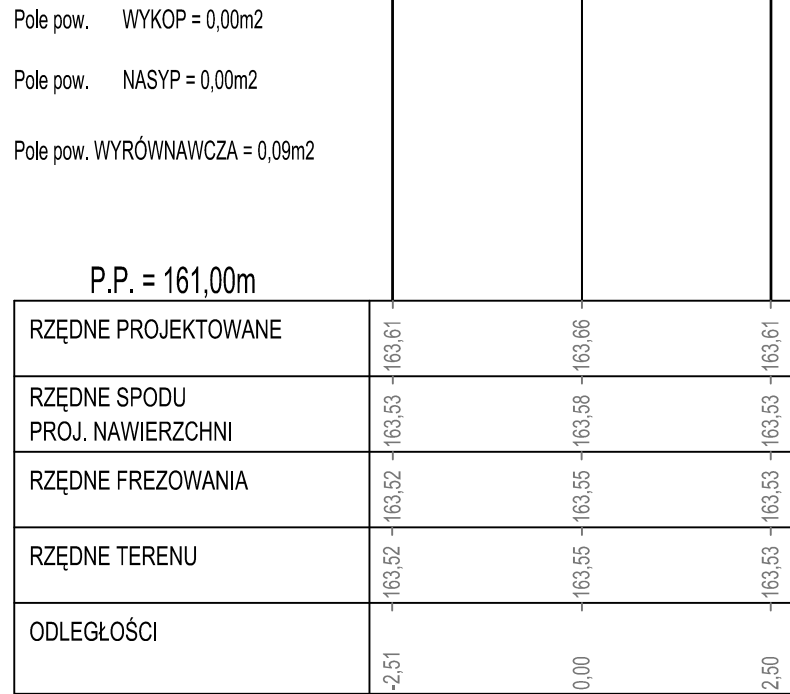 Pole pow. WYKOP = 0,00m2
Pole pow. NASYP = 0,00m2
Pole pow. WYRÓWNAWCZA = 0,09m2
P.P. = 161,00m
RZĘDNE PROJEKTOWANE 163,61 163,66 163,61
RZĘDNE SPODU
PROJ. NAWIERZCHNI 163,53 163,58 163,53
RZĘDNE FREZOWANIA 163,52 163,55 163,53
RZĘDNE TERENU 163,52 163,55 163,53
ODLEGŁOŚCI -2,51 0,00 2,50